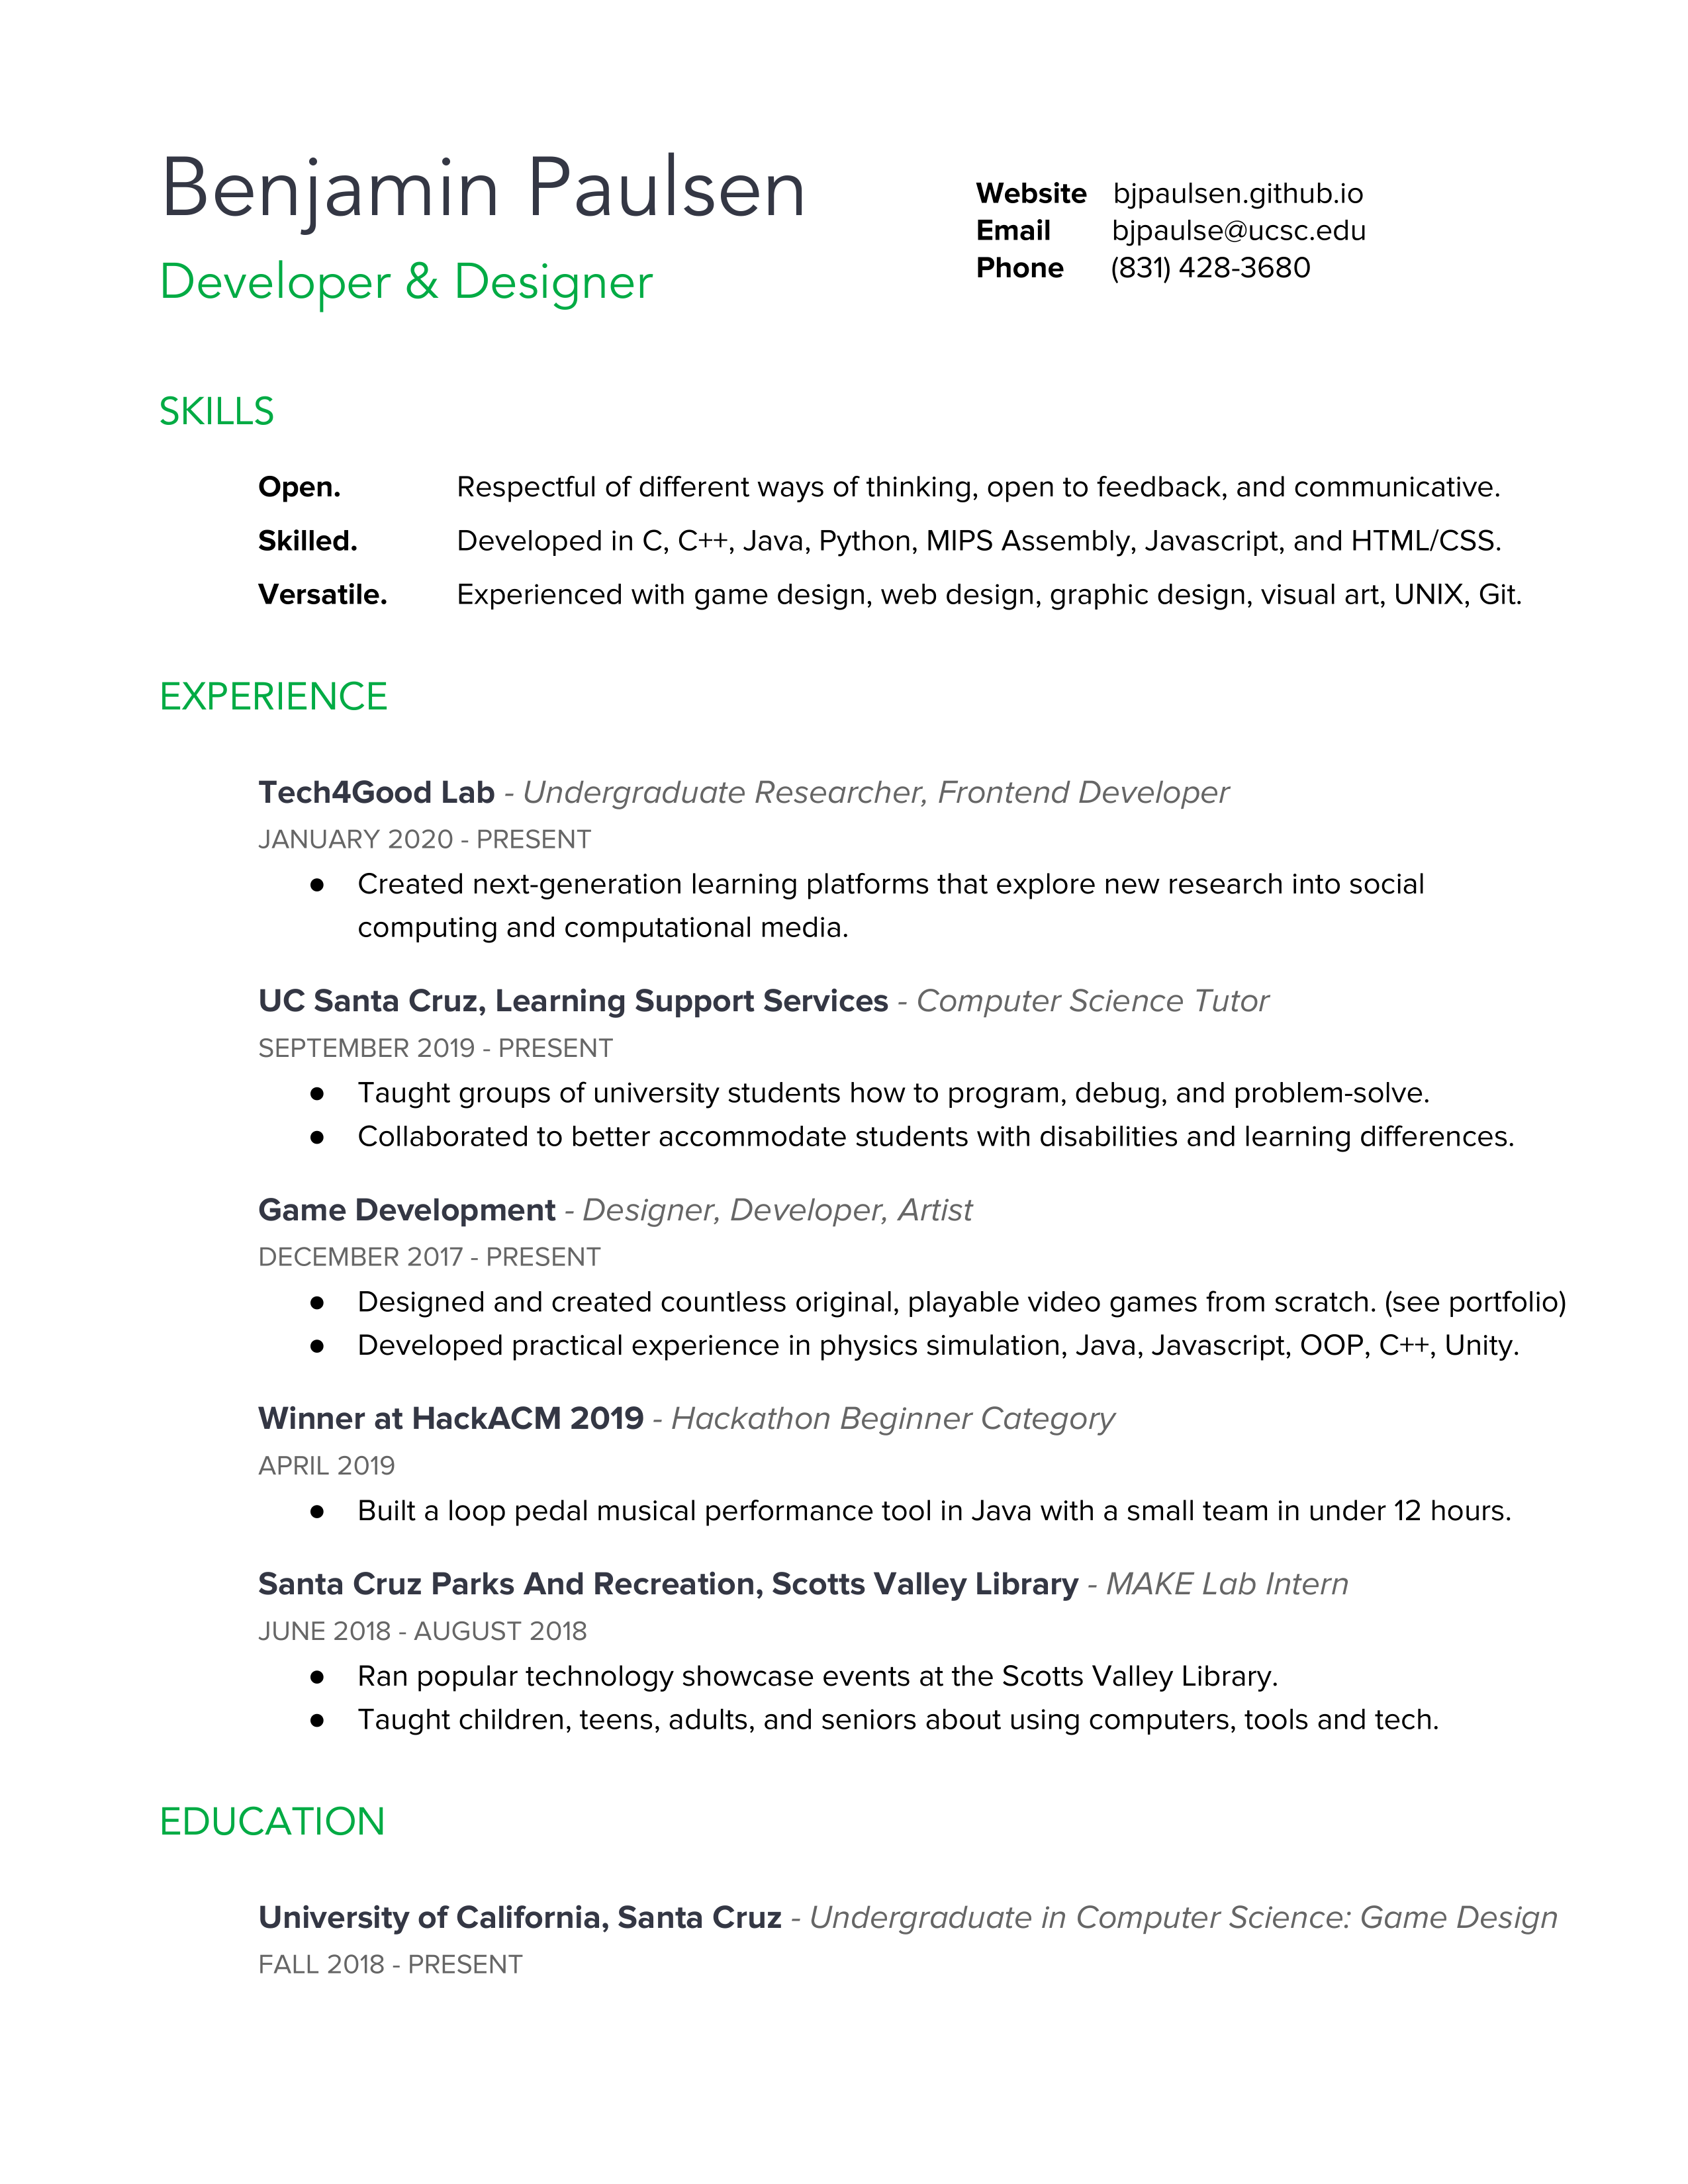 Benjamin Paulsen
Developer & Designer
Website bjpaulsen.github.io
Email bjpaulse@ucsc.edu
Phone (831) 428-3680
SKILLS
Open. Respectful of different ways of thinking, open to feedback, and communicative.
Skilled. Developed in C, C++, Java, Python, MIPS Assembly, Javascript, and HTML/CSS.
Versatile. Experienced with game design, web design, graphic design, visual art, UNIX, Git.
EXPERIENCE
Tech4Good Lab - Undergraduate Researcher, Frontend Developer
JANUARY 2020 - PRESENT
● Created next-generation learning platforms that explore new research into social
computing and computational media.
UC Santa Cruz, Learning Support Services - Computer Science Tutor
SEPTEMBER 2019 - PRESENT
● Taught groups of university students how to program, debug, and problem-solve.
● Collaborated to better accommodate students with disabilities and learning differences.
Game Development - Designer, Developer, Artist
DECEMBER 2017 - PRESENT
● Designed and created countless original, playable video games from scratch. (see portfolio)
● Developed practical experience in physics simulation, Java, Javascript, OOP, C++, Unity.
Winner at HackACM 2019 - Hackathon Beginner Category
APRIL 2019
● Built a loop pedal musical performance tool in Java with a small team in under 12 hours.
Santa Cruz Parks And Recreation, Scotts Valley Library - MAKE Lab Intern
JUNE 2018 - AUGUST 2018
● Ran popular technology showcase events at the Scotts Valley Library.
● Taught children, teens, adults, and seniors about using computers, tools and tech.
EDUCATION
University of California, Santa Cruz - Undergraduate in Computer Science: Game Design
FALL 2018 - PRESENT